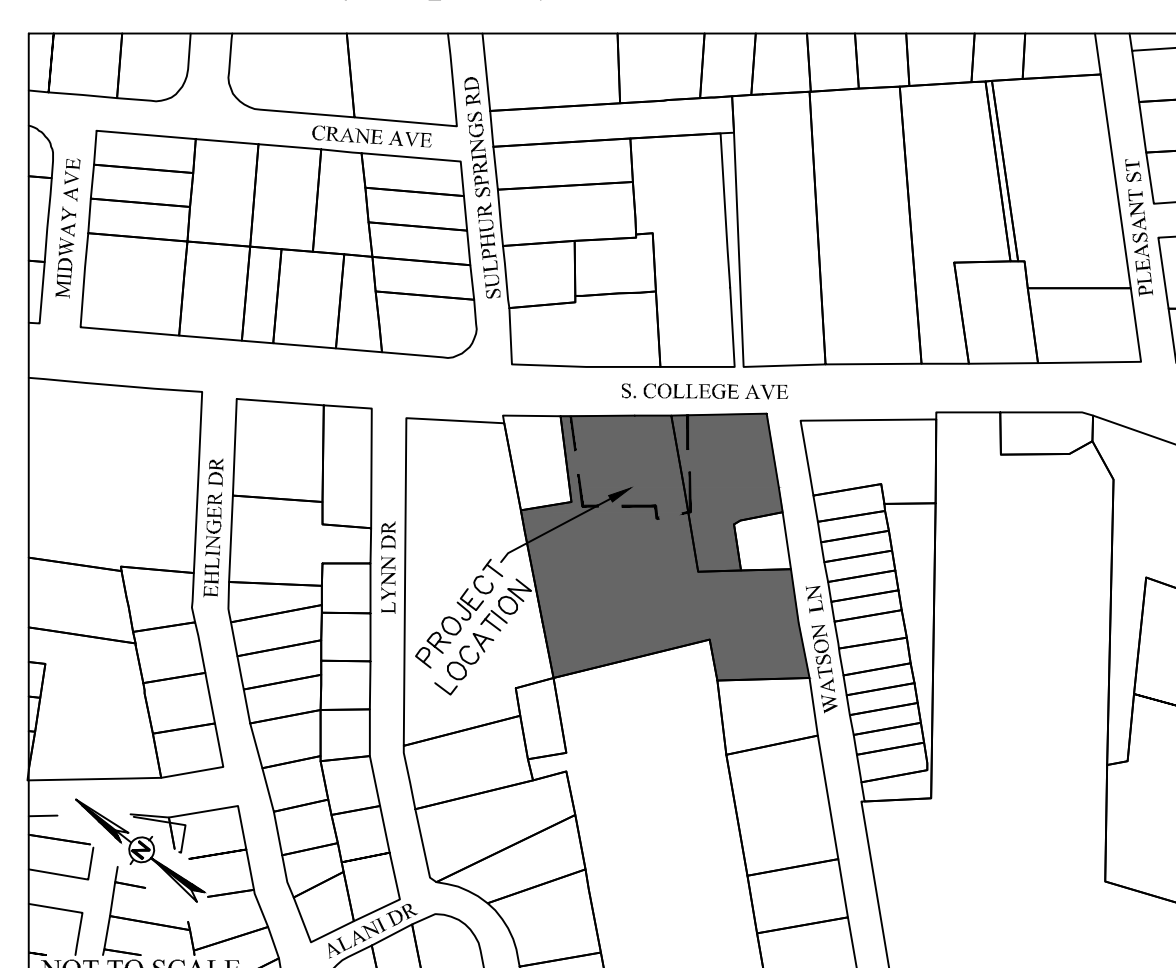 CRANE AVE
SULPHUR SPRINGS RD
MIDWAY AVE
PLEASANT ST
S. COLLEGE AVE
EHLINGER DR
LYNN DR
PROJECT
LOCATION
WATSON LN
N
ALANI DR
NOT TO SCALE